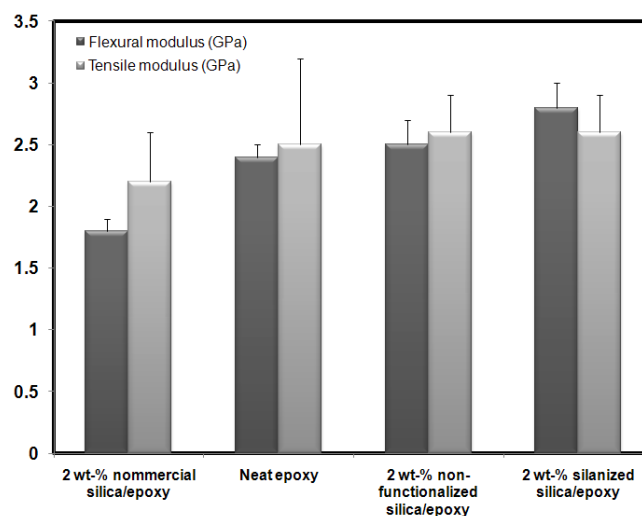 3.5
3
2.5
2
1.5
1
0.5
0
Flexural modulus (GPa)
Tensile modulus (GPa)
2 wt-% nommercial
silica/epoxy
Neat epoxy
2 wt-% non-
functionalized
silica/epoxy
2 wt-% silanized
silica/epoxy